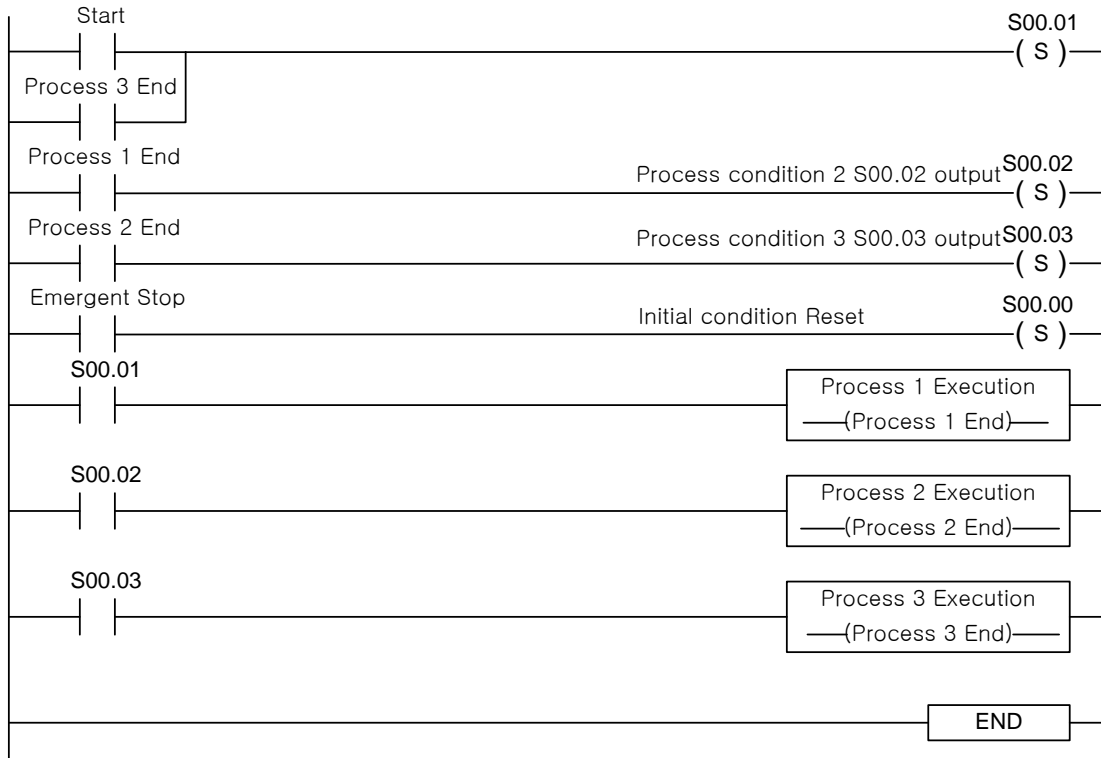 Start
S00.01
( S )
Process 3 End
Process 1 End
Process condition 2 S00.02 output
S00.02
( S )
Process 2 End
Process condition 3 S00.03 output
S00.03
( S )
Emergent Stop
Initial condition Reset
S00.00
( S )
S00.01
Process 1 Execution
(Process 1 End)
S00.02
Process 2 Execution
(Process 2 End)
S00.03
Process 3 Execution
(Process 3 End)
END